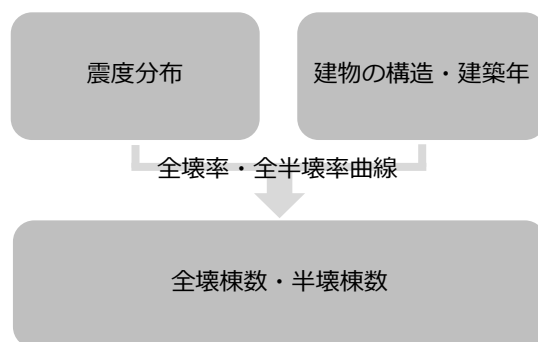 震度分布
建物の構造・建築年
全壊率・全半壊率曲線
全壊棟数・半壊棟数